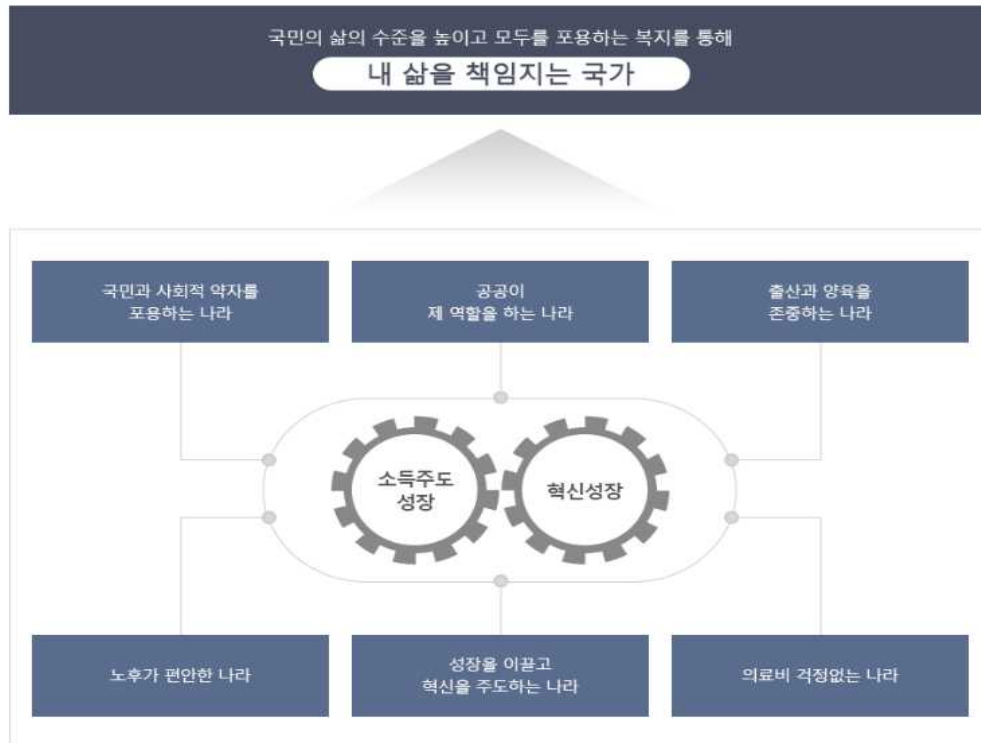 국민의 삶의 수준을 높이고 모두를 포용하는 복지를 통해
내 삶을 책임지는 국가
국민과 사회적 약자를
포용하는 나라
공공이
제 역할을 하는 나라
출산과 양육을
존중하는 나라
소득주도
성장
혁신성장
노후가 편안한 나라
성장을 이끌고
혁신을 주도하는 나라
의료비 걱정없는 나라